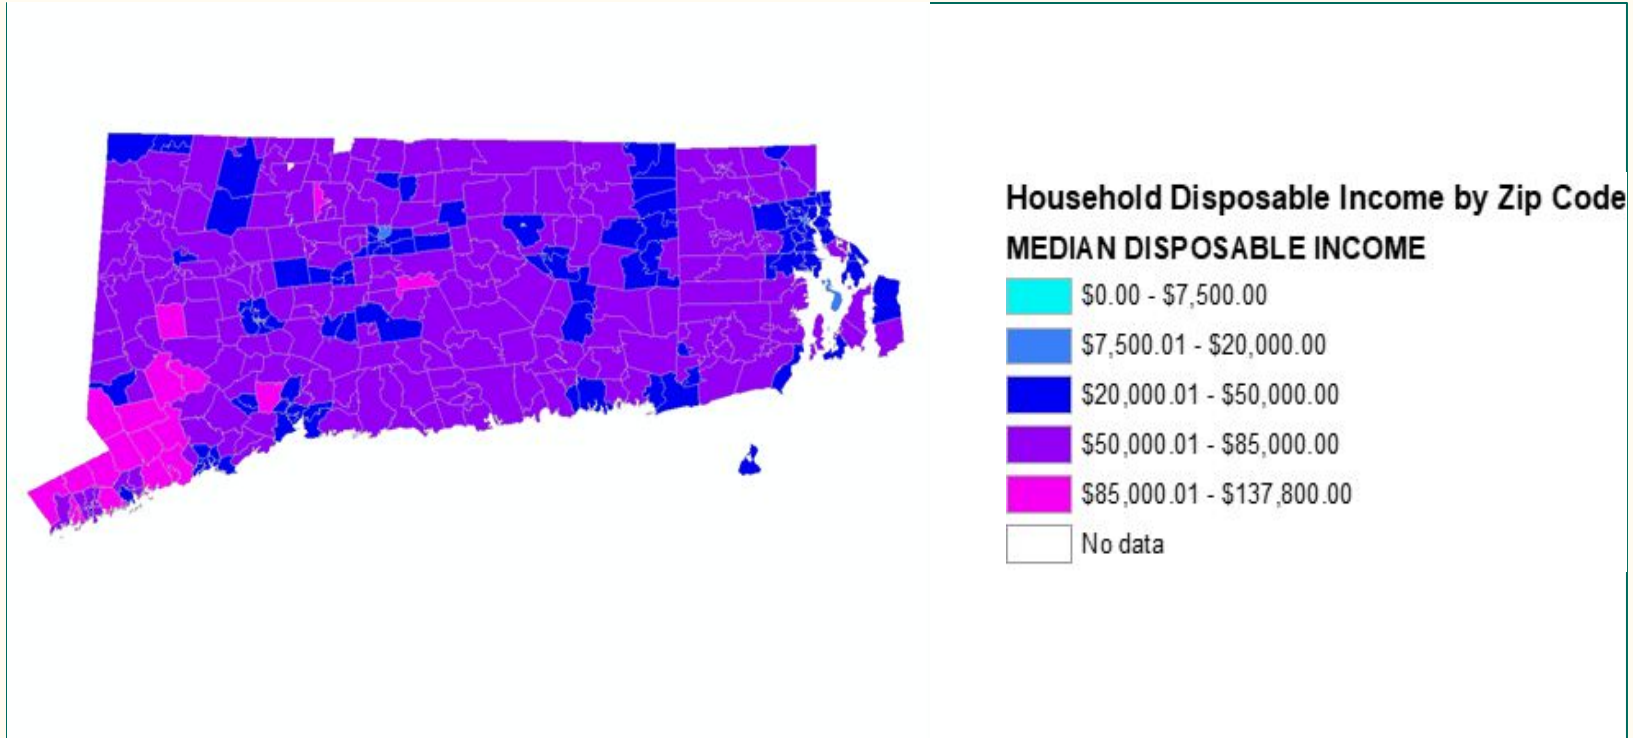 Household Disposable Income by Zip Code
MEDIAN DISPOSABLE INCOME
$0.00 - $7,500.00
$7,500.01 - $20,000.00
$20,000.01 - $50,000.00
$50,000.01 - $85,000.00
$85,000.01 - $137,800.00
No data